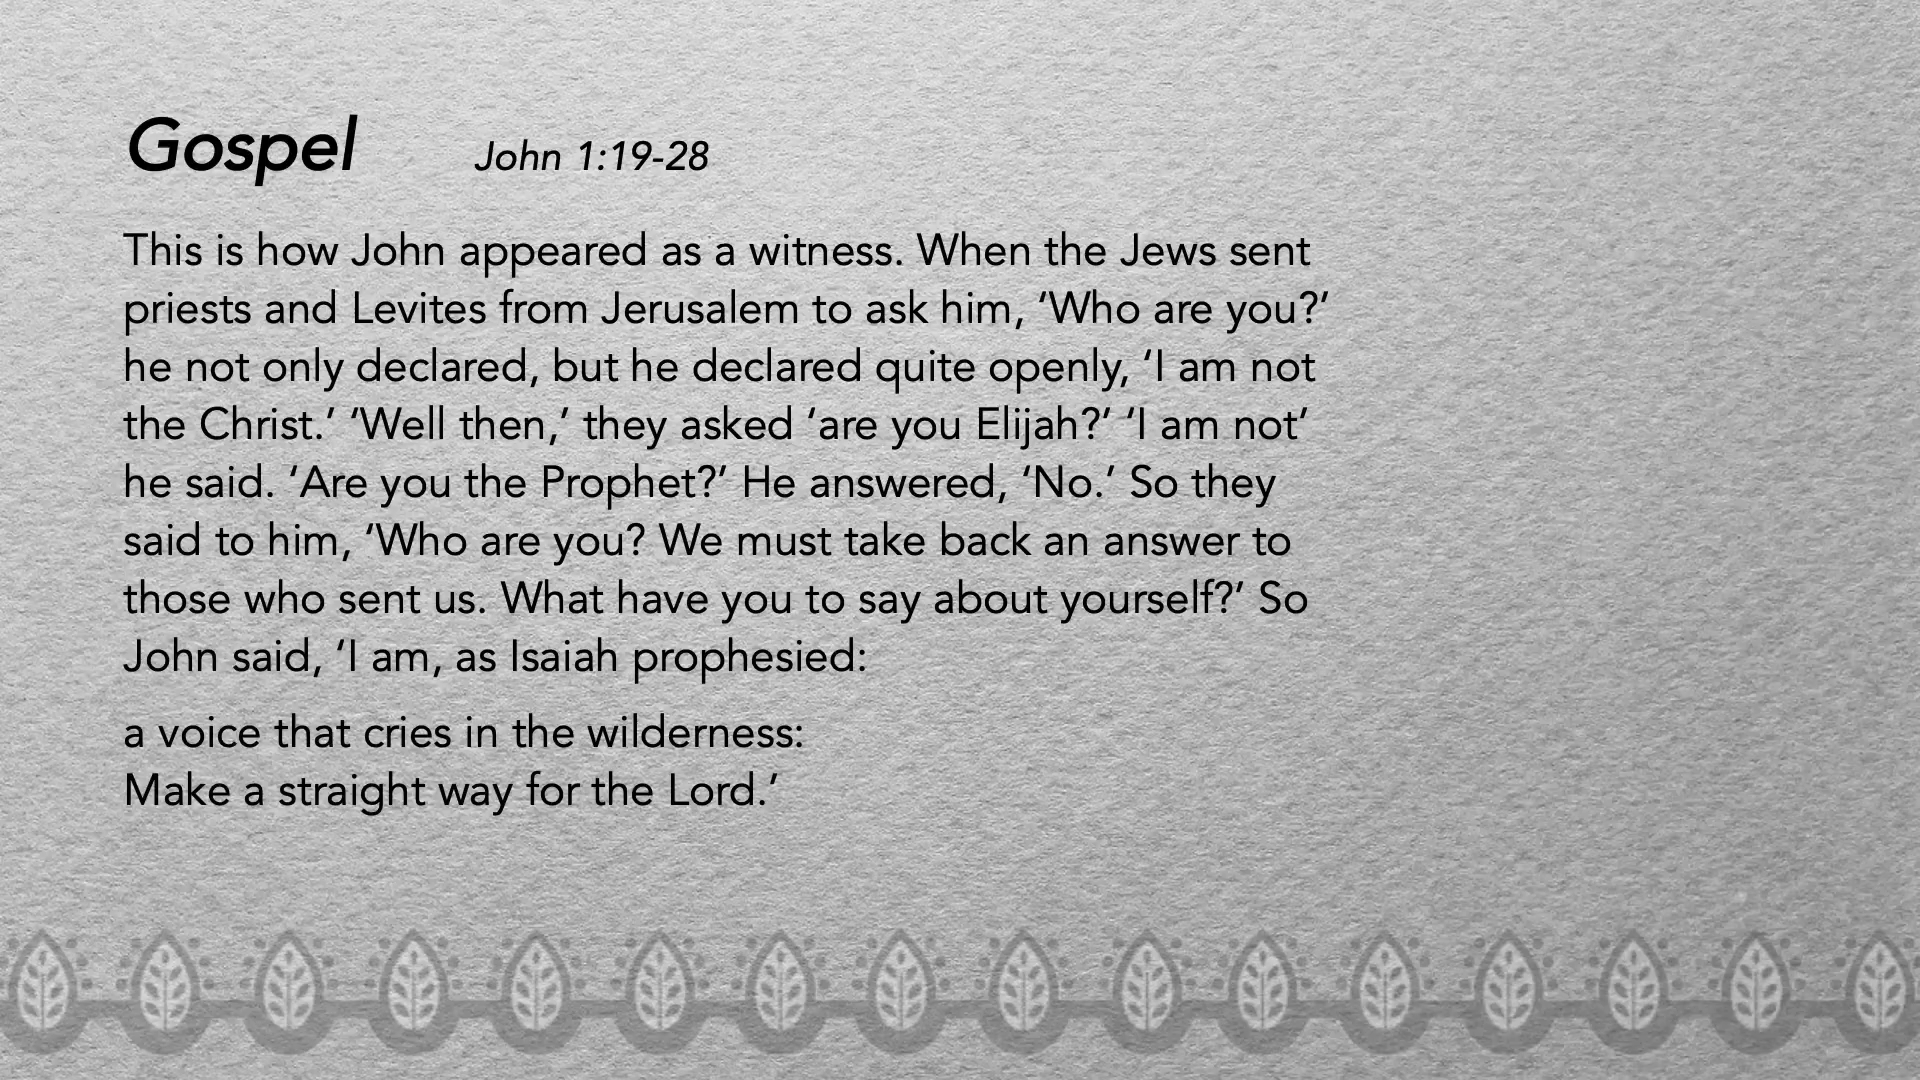 Gospel John 1:19-28
This is how John appeared as a witness. When the Jews sent
priests and Levites from Jerusalem to ask him, ‘Who are you?’
he not only declared, but he declared quite openly, ‘I am not
the Christ.’ ‘Well then,’ they asked ‘are you Elijah?’ ‘I am not’
he said. ‘Are you the Prophet?’ He answered, ‘No.’ So they
said to him, ‘Who are you? We must take back an answer to
those who sent us. What have you to say about yourself?’ So
John said, ‘I am, as Isaiah prophesied:
a voice that cries in the wilderness:
Make a straight way for the Lord.’